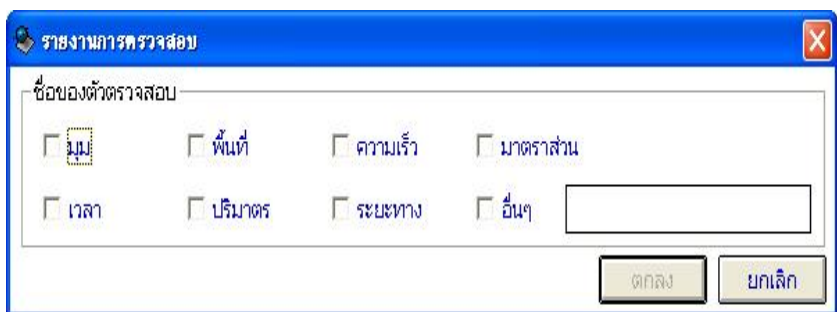 รายงานการตรวจสอบ
ชื่อของตัวตรวจสอบ
มุม พื้นที่ ความเร็ว มาตราส่วน
เวลา ปริมาตร ระยะทาง อื่นๆ
ตกลง ยกเลิก